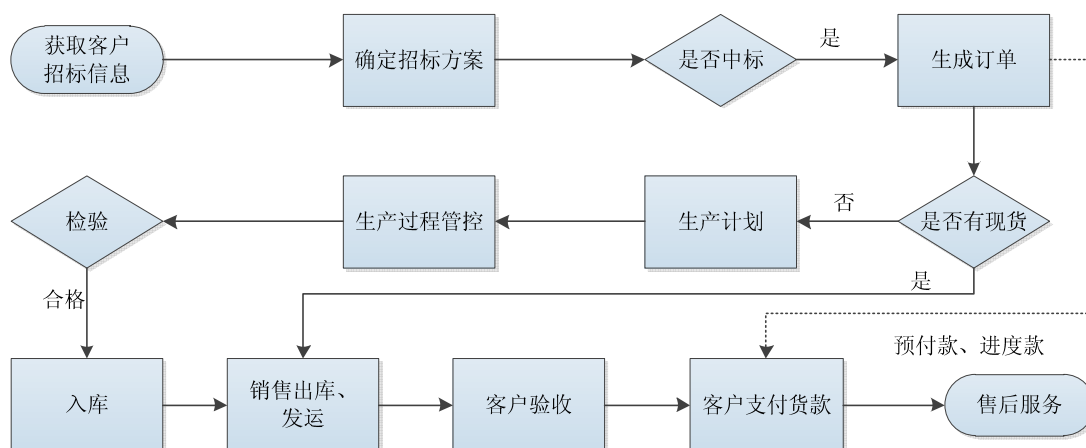 获取客户
招标信息
确定招标方案
是否中标
是
生成订单
检验
生产过程管控
生产计划
否
是否有现货
合格
是
预付款、进度款
入库
销售出库、
发运
客户验收
客户支付货款
售后服务